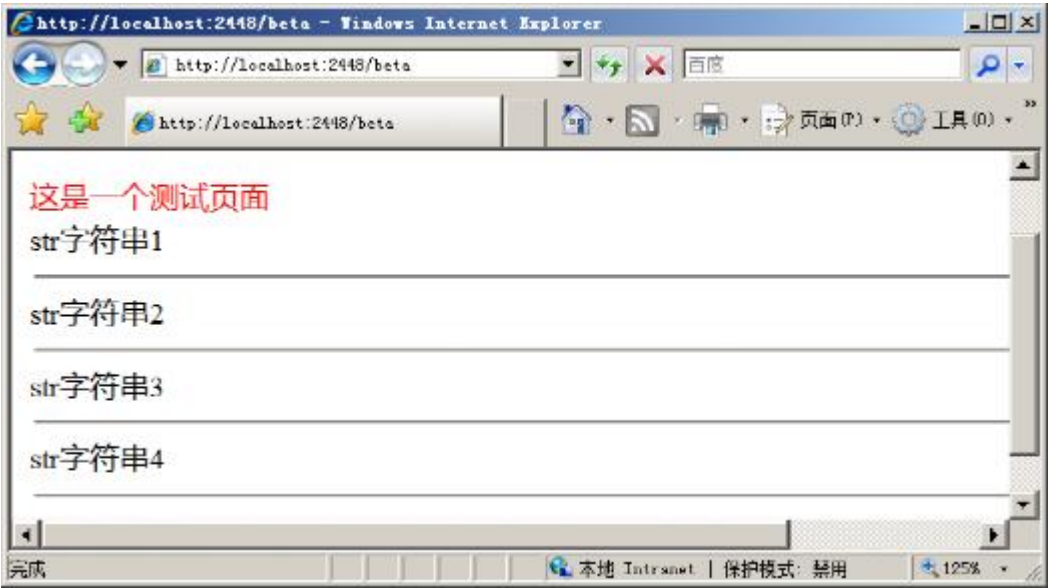 http://localhost:2448/beta - Windows Internet Explorer
http://localhost:2448/beta 百度
http://localhost:2448/beta 页面(P) 工具(O) »
这是一个测试页面
str字符串1
str字符串2
str字符串3
str字符串4
完成 本地 Intranet | 保护模式: 禁用 125%